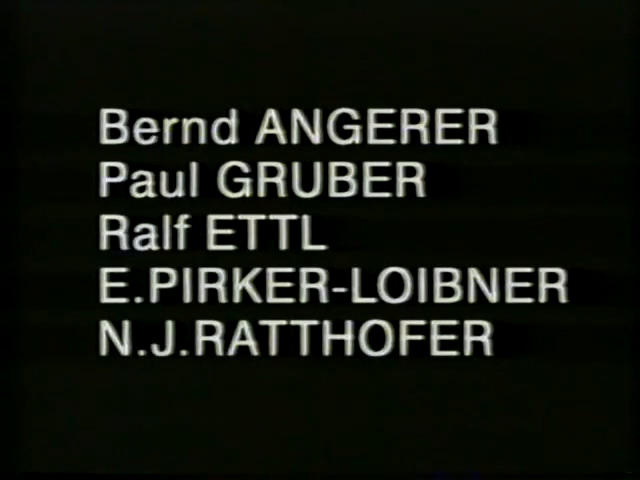 Bernd ANGERER
Paul GRUBER
Ralf ETTL
E.PIRKER-LOIBNER
N.J.RATTHOFER